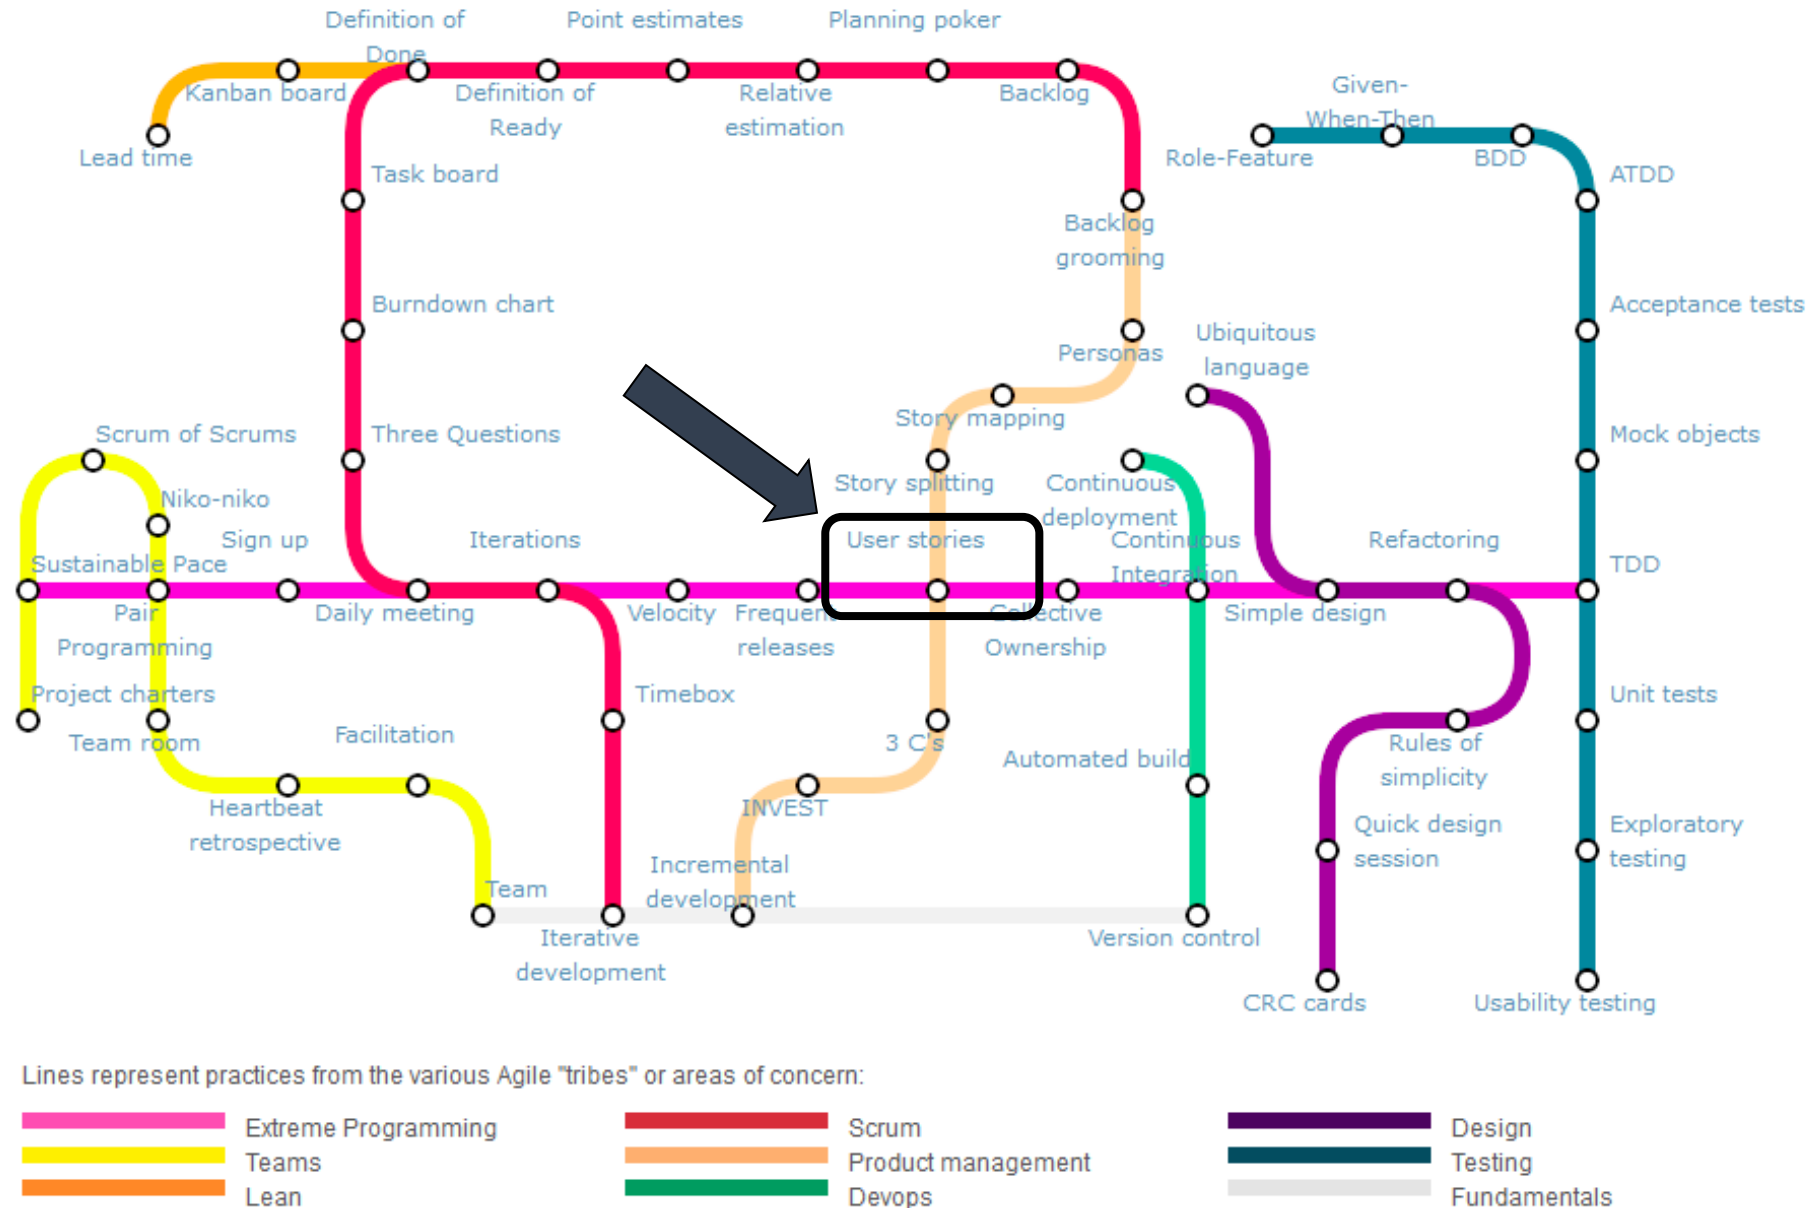 Definition of
Done
Point estimates
Planning poker
Kanban board
Definition of
Ready
Relative
estimation
Backlog
Given-
When-Then
Lead time
Role-Feature
BDD
Task board
ATDD
Backlog
grooming
Burndown chart
Acceptance tests
Personas
Ubiquitous
language
Story mapping
Scrum of Scrums
Three Questions
Mock objects
Niko-niko
Story splitting
Continuous
deployment
Sign up
Iterations
User stories
Continuous
Integration
Refactoring
Sustainable Pace
TDD
Pair
Programming
Daily meeting
Velocity
Frequent
releases
Collective
Ownership
Simple design
Project charters
Timebox
Unit tests
Team room
Facilitation
3 C's
Automated build
Rules of
simplicity
Heartbeat
retrospective
INVEST
Quick design
session
Exploratory
testing
Incremental
development
Team
Iterative
development
Version control
CRC cards
Usability testing
Lines represent practices from the various Agile "tribes" or areas of concern:
Extreme Programming
Scrum
Design
Teams
Product management
Testing
Lean
Devops
Fundamentals